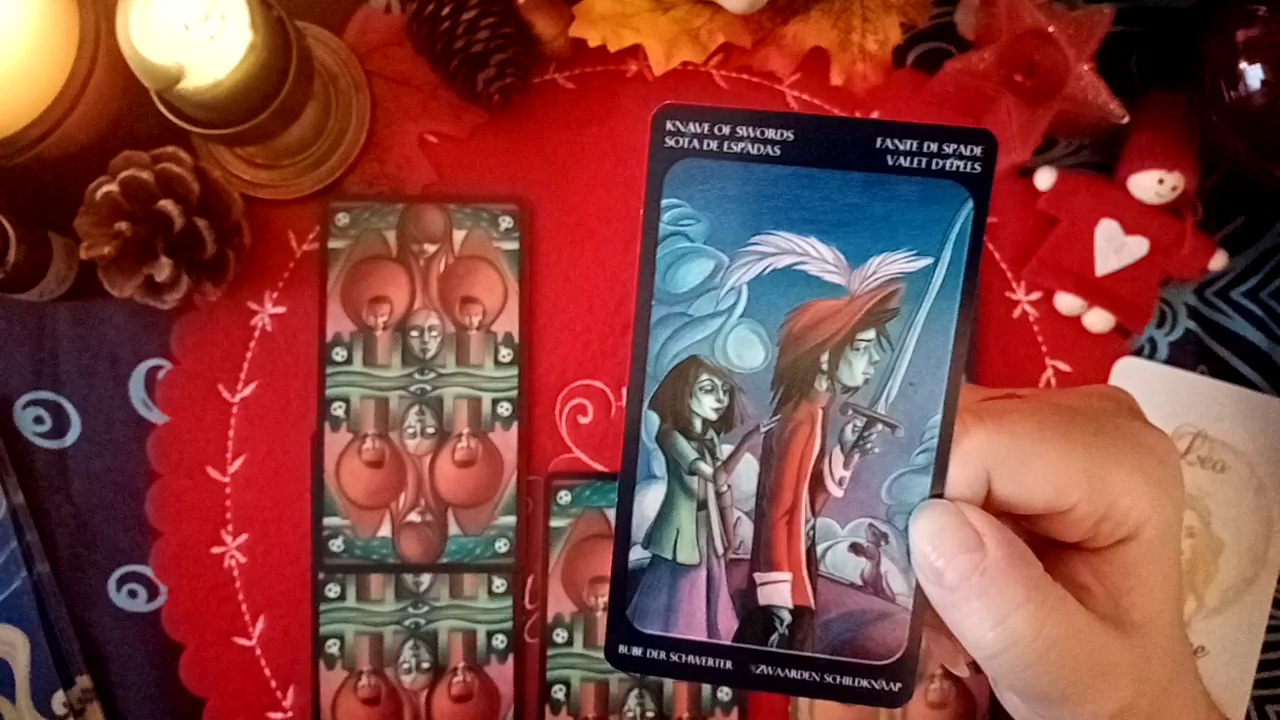 KNAVE OF SWORDS
SOTA DE ESPADAS
FANTE DI SPADE
VALET D'ÉPÉES
BUBE DER SCHWERTER
ZWAARDEN SCHILDKNAAP
Leo